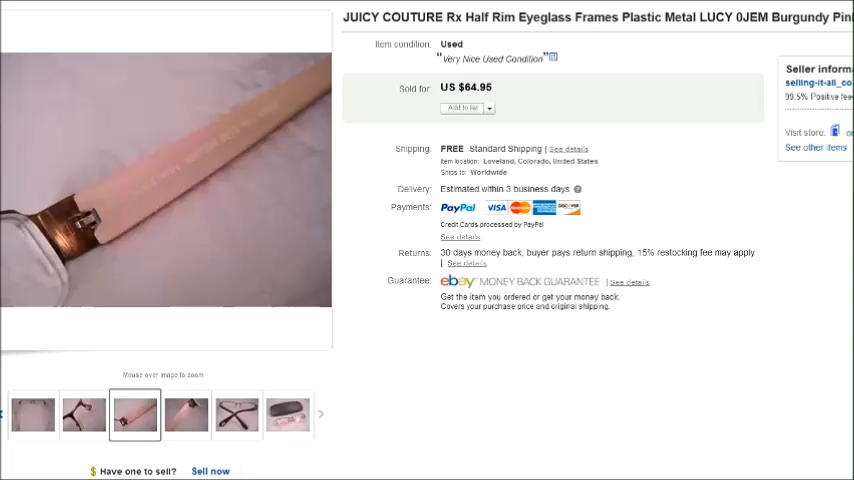 JUICY COUTURE Rx Half Rim Eyeglass Frames Plastic Metal LUCY 0JEM Burgundy Pin
Item condition: Used
"Very Nice Used Condition"
Sold for: US $64.95
Add to list
Shipping: FREE Standard Shipping | See details
Item location: Loveland, Colorado, United States
Ships to: Worldwide
Delivery: Estimated within 3 business days
Payments: PayPal VISA MasterCard DISCOVER
Credit Cards processed by PayPal
See details
Returns: 30 days money back, buyer pays return shipping, 15% restocking fee may apply
| See details
Guarantee: ebay MONEY BACK GUARANTEE | See details
Get the item you ordered or get your money back.
Covers your purchase price and original shipping.
Seller inform
selling-it-all_co
99.5% Positive fee
Visit store:
See other items
Mouse over image to zoom
$ Have one to sell? Sell now